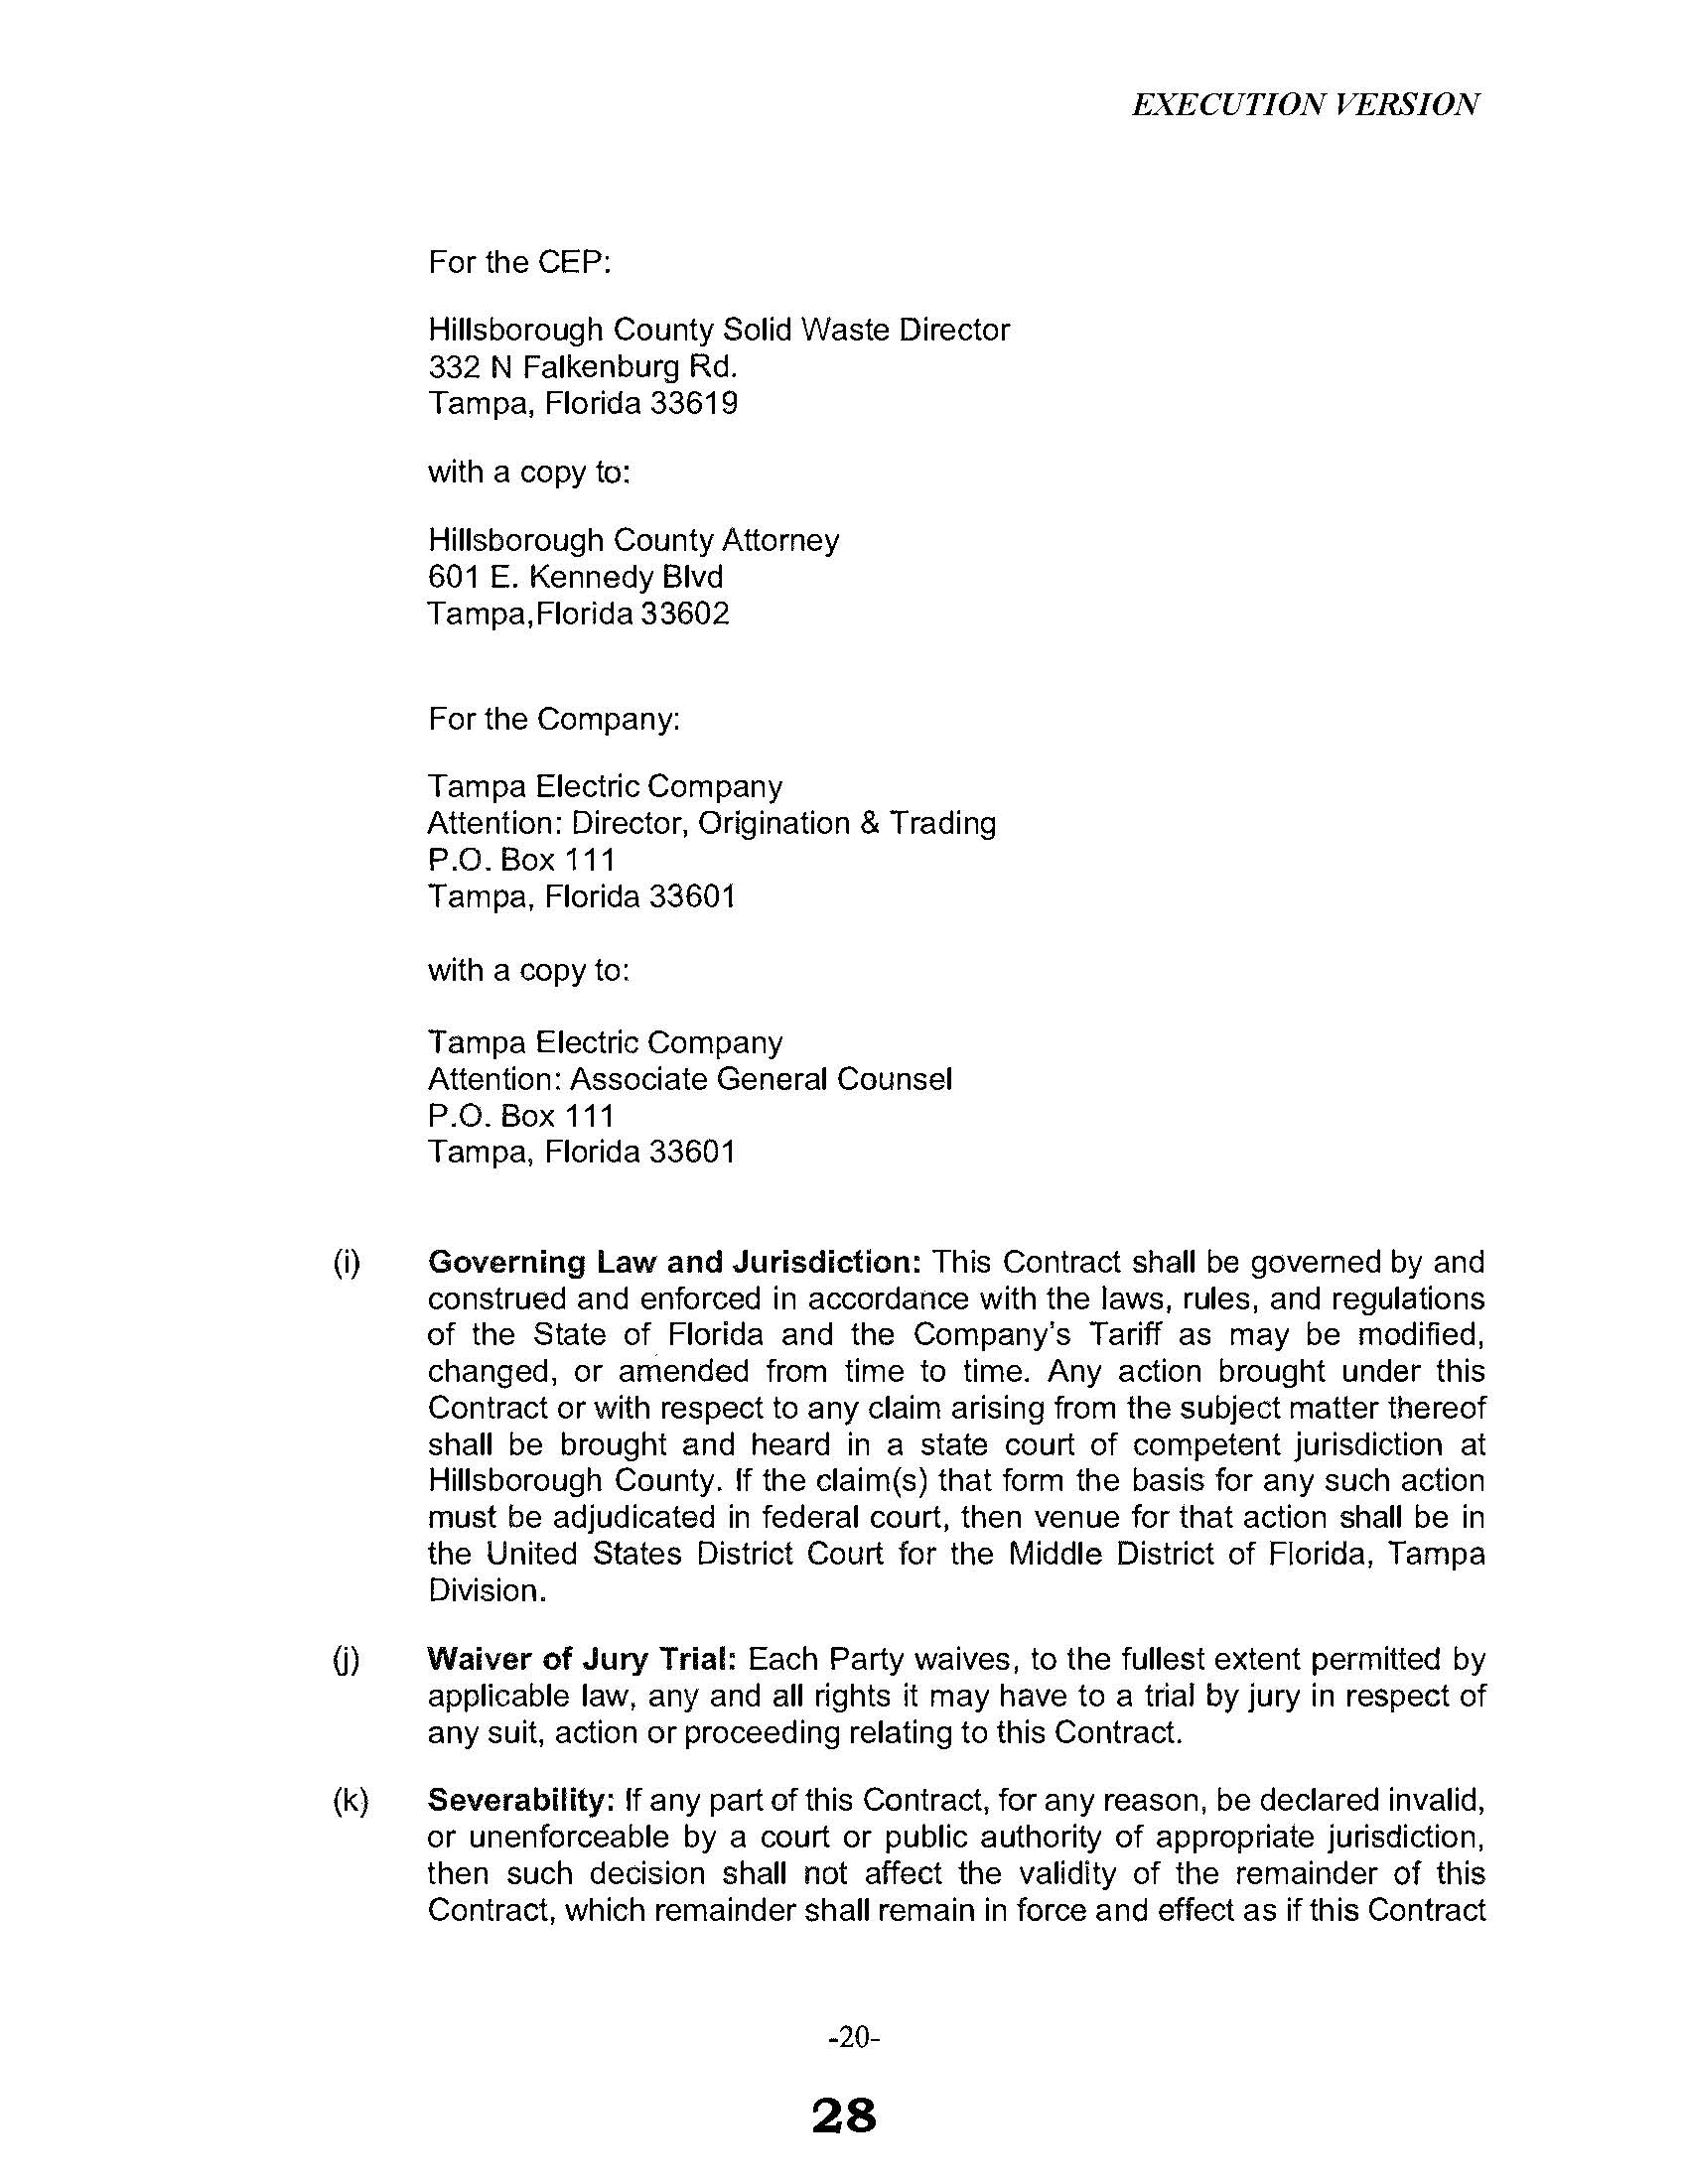 EXECUTION VERSION
For the CEP:
Hillsborough County Solid Waste Director
332 N Falkenburg Rd.
Tampa, Florida 33619
with a copy to:
Hillsborough County Attorney
601 E. Kennedy Blvd
Tampa,Florida 33602
For the Company:
Tampa Electric Company
Attention: Director, Origination & Trading
P.O. Box 111
Tampa, Florida 33601
with a copy to:
Tampa Electric Company
Attention: Associate General Counsel
P.O. Box 111
Tampa, Florida 33601
(i) Governing Law and Jurisdiction: This Contract shall be governed by and
construed and enforced in accordance with the laws, rules, and regulations
of the State of Florida and the Company's Tariff as may be modified,
changed, or amended from time to time. Any action brought under this
Contract or with respect to any claim arising from the subject matter thereof
shall be brought and heard in a state court of competent jurisdiction at
Hillsborough County. If the claim(s) that form the basis for any such action
must be adjudicated in federal court, then venue for that action shall be in
the United States District Court for the Middle District of Florida, Tampa
Division.
(j) Waiver of Jury Trial: Each Party waives, to the fullest extent permitted by
applicable law, any and all rights it may have to a trial by jury in respect of
any suit, action or proceeding relating to this Contract.
(k) Severability: If any part of this Contract, for any reason, be declared invalid,
or unenforceable by a court or public authority of appropriate jurisdiction,
then such decision shall not affect the validity of the remainder of this
Contract, which remainder shall remain in force and effect as if this Contract
-20-
28